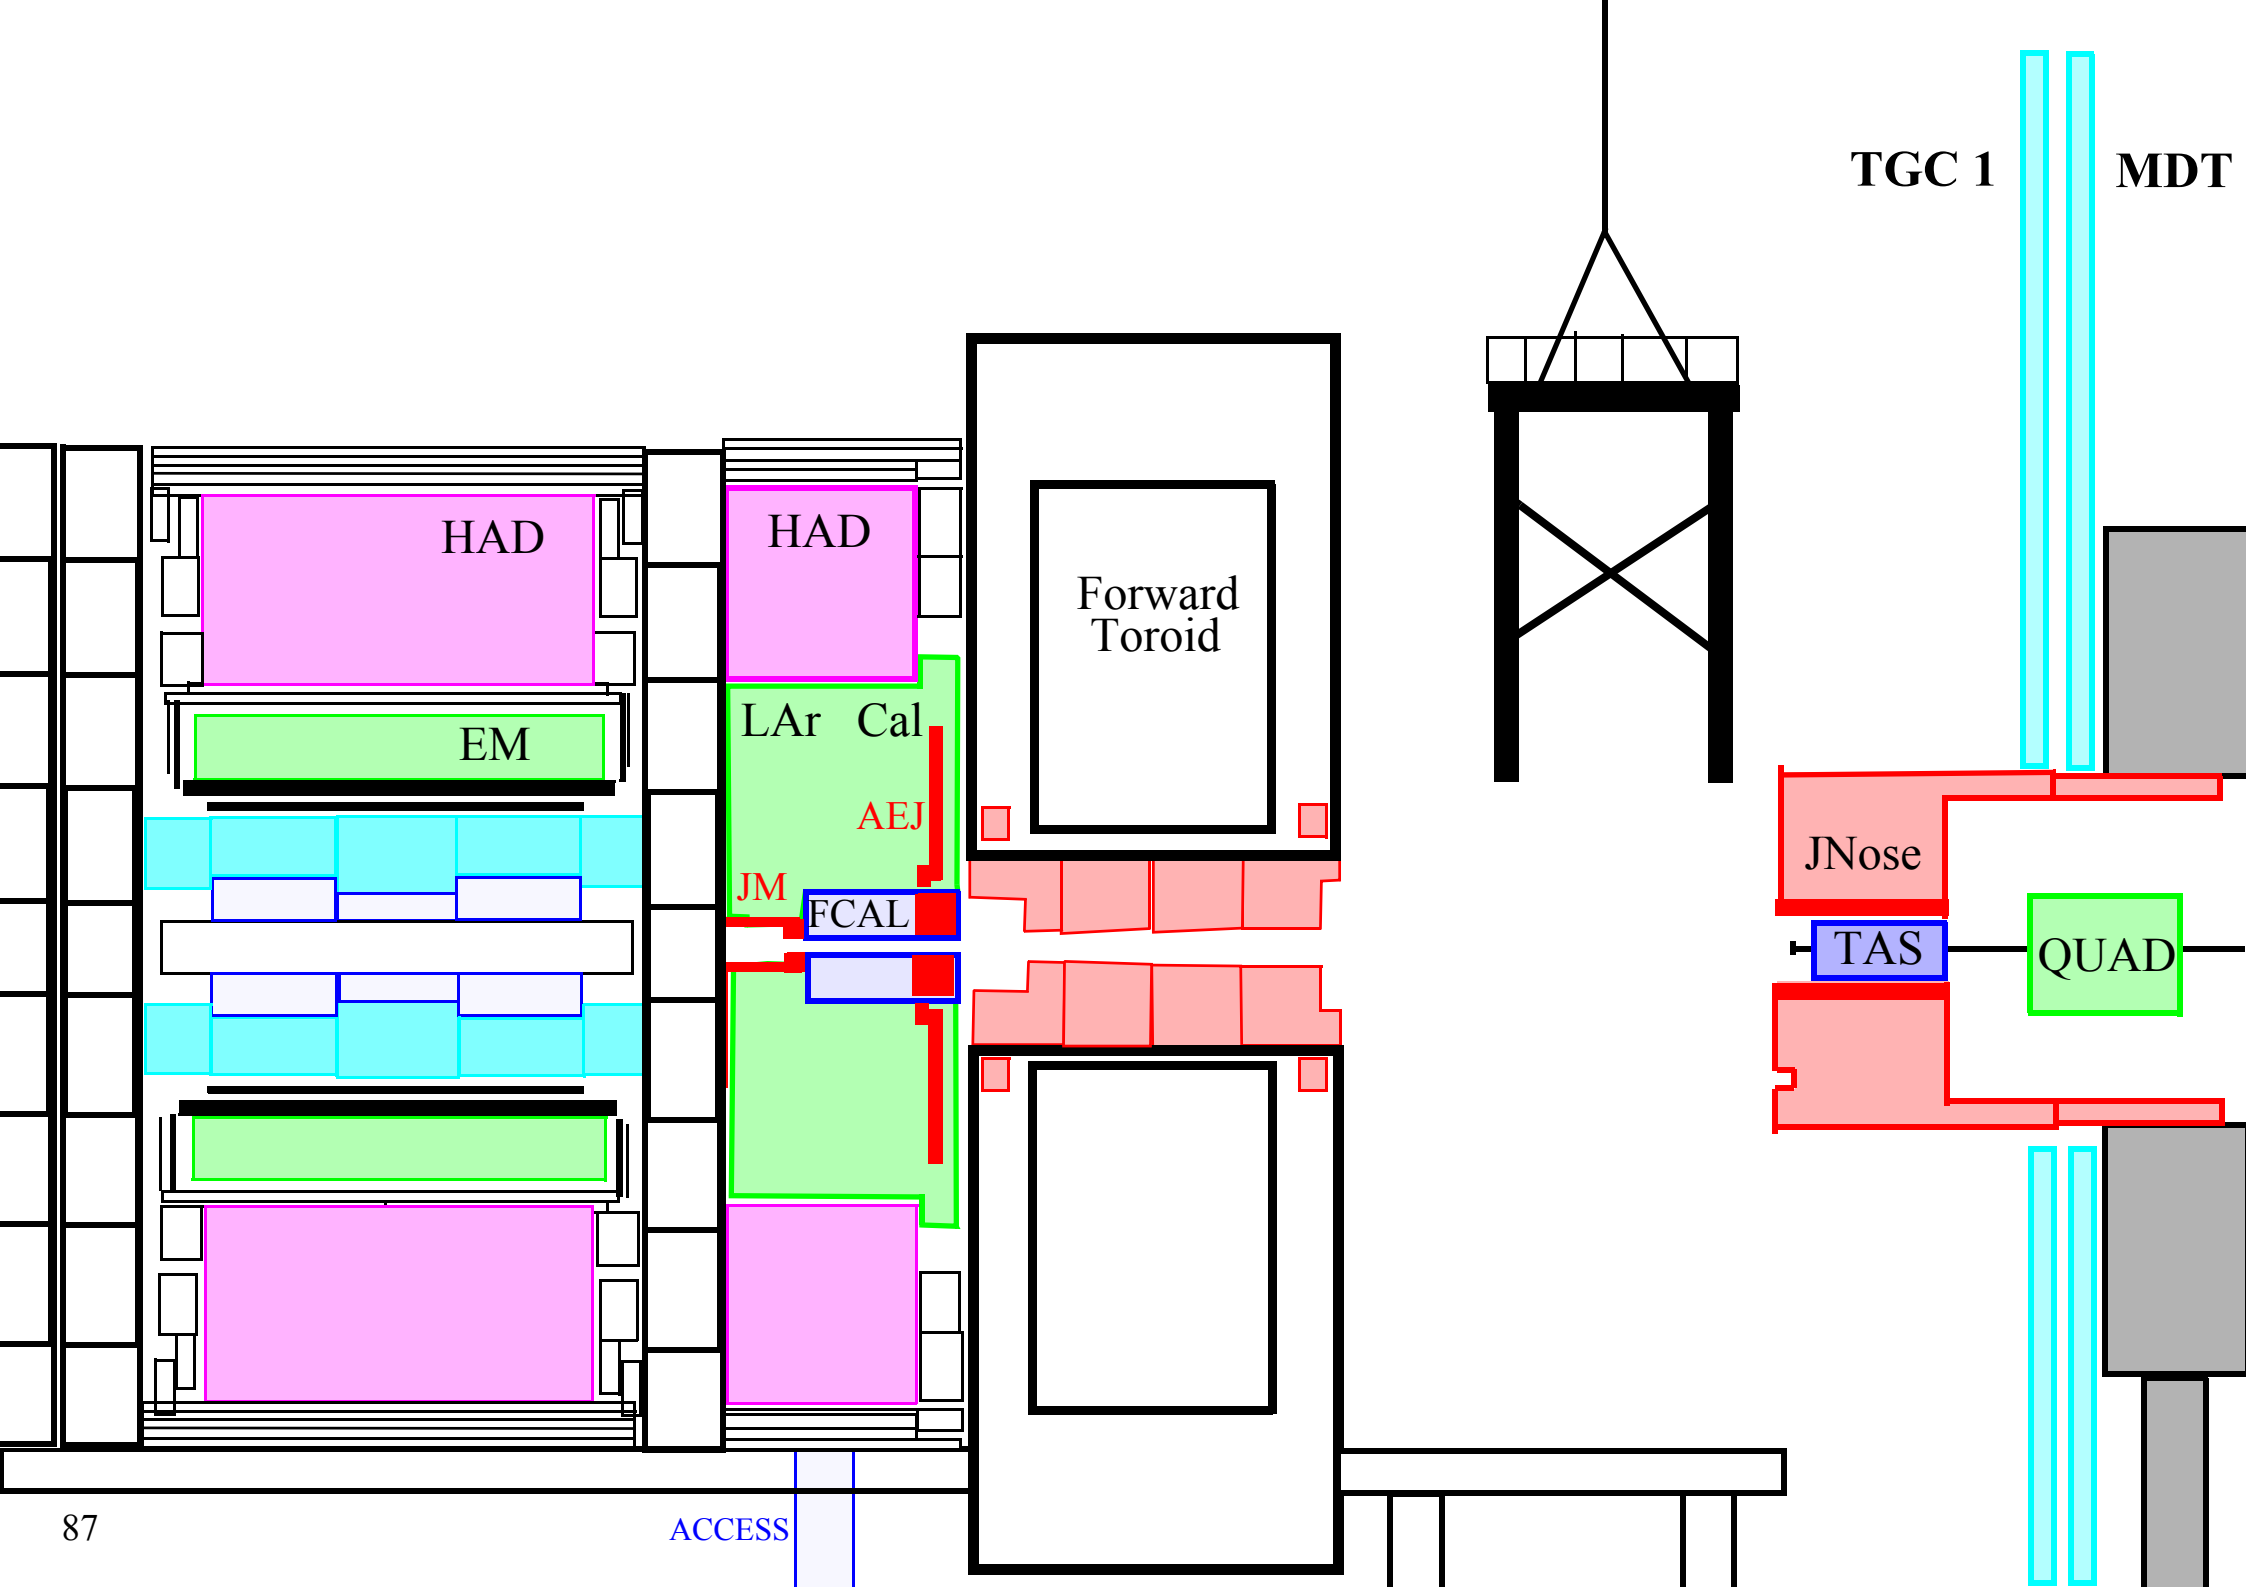 TGC 1
MDT
HAD
HAD
Forward
Toroid
LAr Cal
EM
AEJ
JNose
JM
FCAL
TAS
QUAD
87
ACCESS